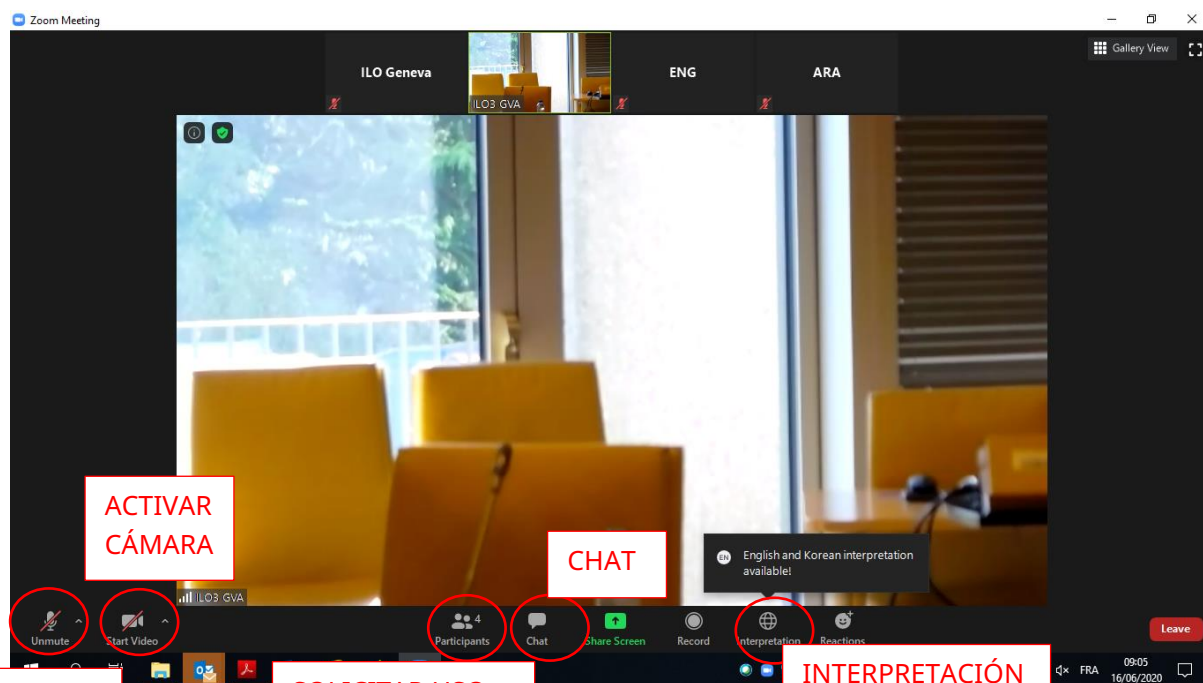 Zoom Meeting
Gallery View
ILO Geneva
ILO3 GVA
ENG
ARA
ACTIVAR
CÁMARA
CHAT
EN English and Korean interpretation
available!
ILO3 GVA
Unmute
Start Video
4
Participants
Chat
Share Screen
Record
Interpretation
Reactions
Leave
INTERPRETACIÓN
FRA
09:05
16/06/2020